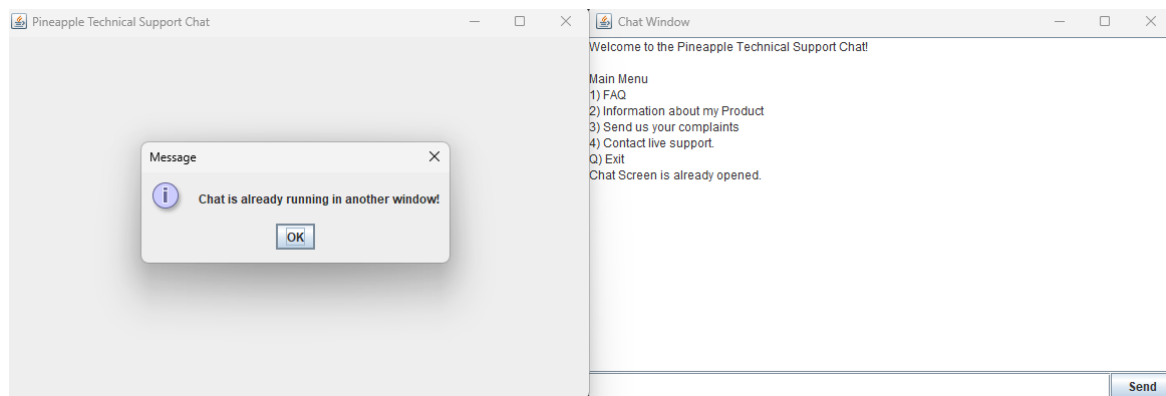 Pineapple Technical Support Chat
Message
Chat is already running in another window!
OK
Chat Window
Welcome to the Pineapple Technical Support Chat!
Main Menu
1) FAQ
2) Information about my Product
3) Send us your complaints
4) Contact live support.
Q) Exit
Chat Screen is already opened.
Send